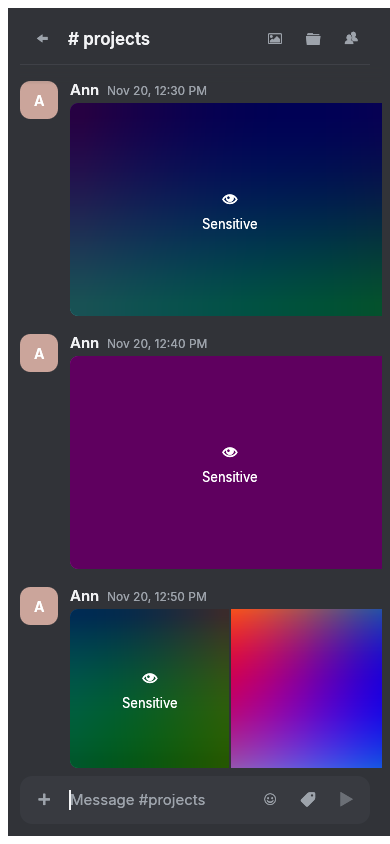 # projects
A
Ann Nov 20, 12:30 PM
Sensitive
A
Ann Nov 20, 12:40 PM
Sensitive
A
Ann Nov 20, 12:50 PM
Sensitive
Message #projects